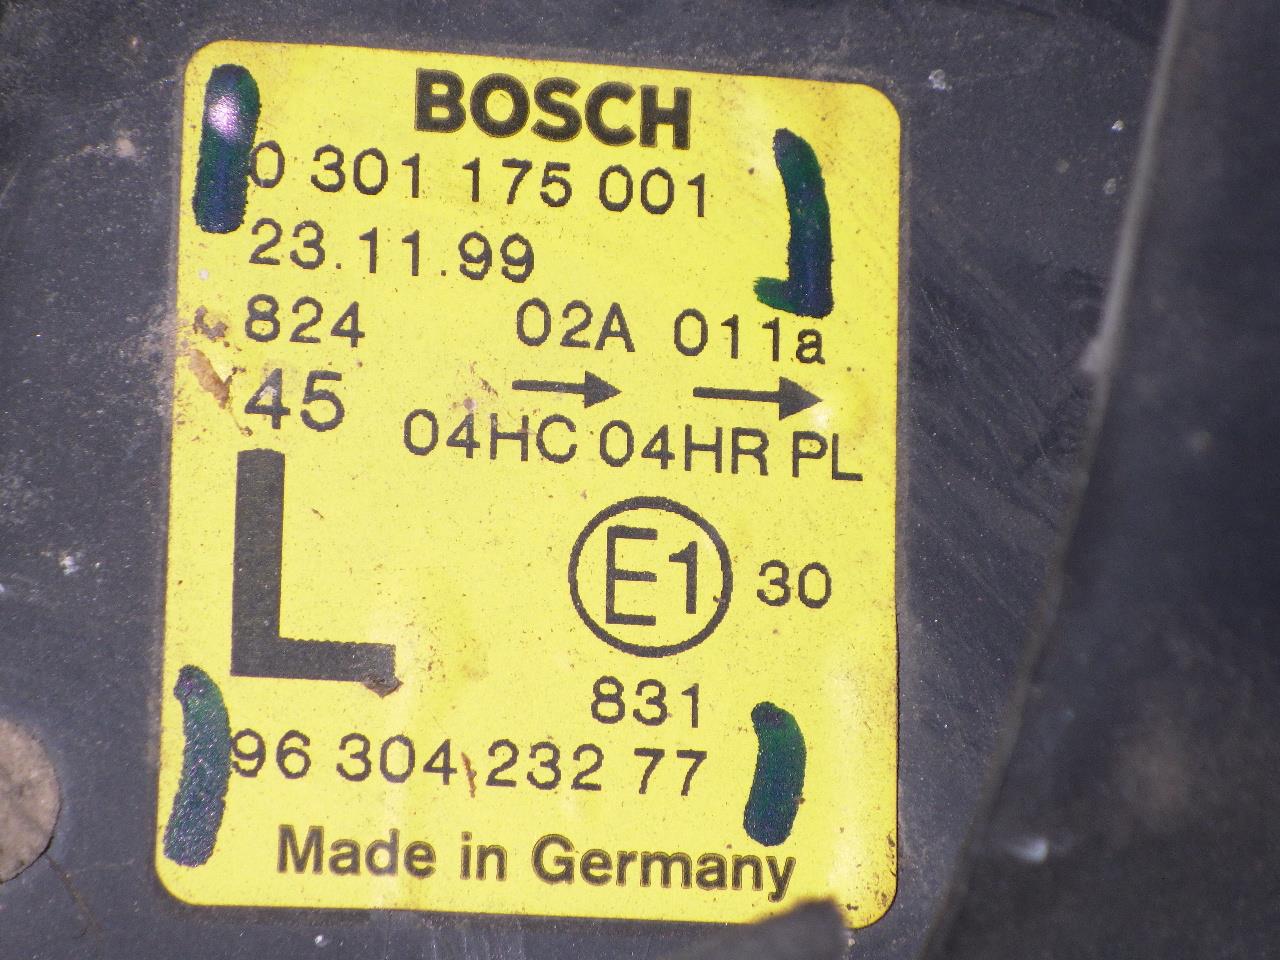 BOSCH
0 301 175 001
23.11.99
824 02A 011a
45 → →
04HC 04HR PL
L E1 30
831
96 304 232 77
Made in Germany